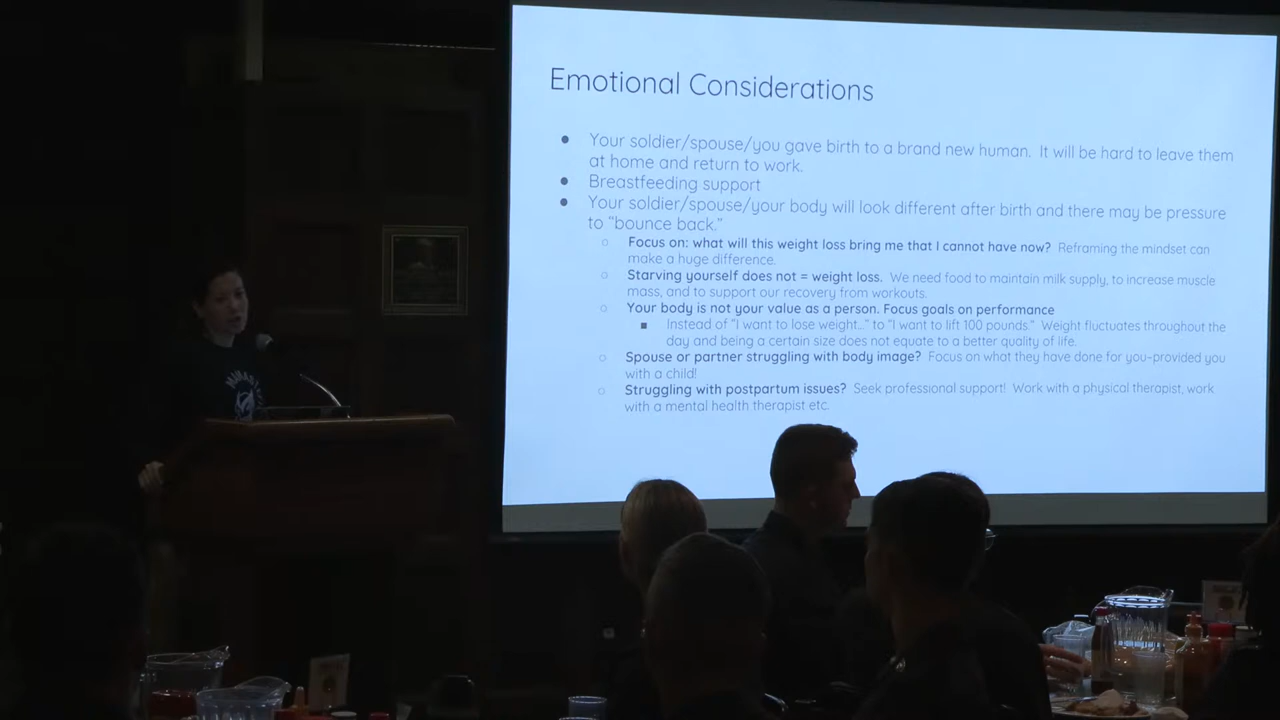 Emotional Considerations
● Your soldier/spouse/you gave birth to a brand new human. It will be hard to leave them
at home and return to work.
● Breastfeeding support
● Your soldier/spouse/your body will look different after birth and there may be pressure
to “bounce back.”
○ Focus on: what will this weight loss bring me that I cannot have now? Reframing the mindset can
make a huge difference.
○ Starving yourself does not = weight loss. We need food to maintain milk supply, to increase muscle
mass, and to support our recovery from workouts.
○ Your body is not your value as a person. Focus goals on performance
■ Instead of “I want to lose weight...” to “I want to lift 100 pounds.” Weight fluctuates throughout the
day and being a certain size does not equate to a better quality of life.
○ Spouse or partner struggling with body image? Focus on what they have done for you-provided you
with a child!
○ Struggling with postpartum issues? Seek professional support! Work with a physical therapist, work
with a mental health therapist etc.